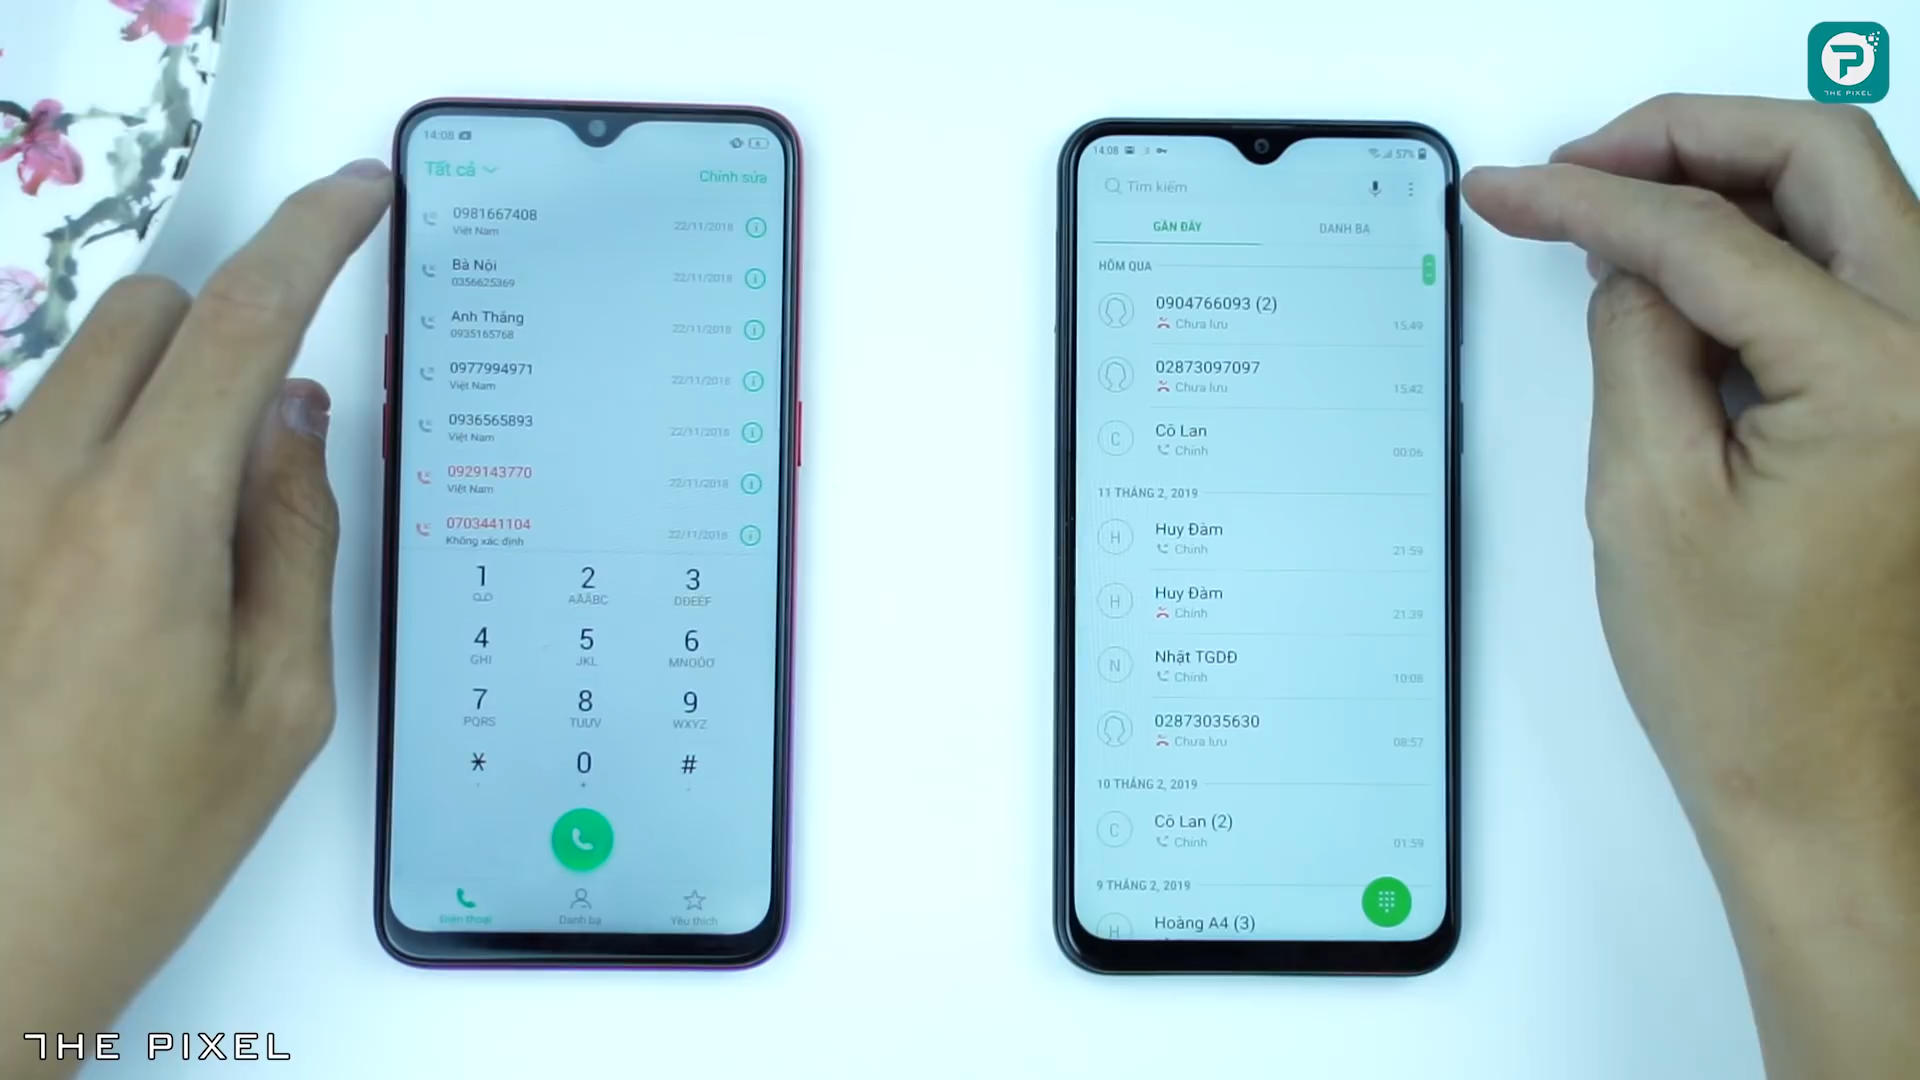 THE PIXEL
14:08
Tất cả
Chỉnh sửa
0981667408
Việt Nam
22/11/2018
Bà Nội
0356625369
22/11/2018
Anh Thắng
0935165768
22/11/2018
0977994971
Việt Nam
22/11/2018
0936565893
Việt Nam
22/11/2018
0929143770
Việt Nam
22/11/2018
0703441104
Không xác định
22/11/2018
1
2
AĂÂBC
3
DĐEÊF
4
GHI
5
JKL
6
MNOÔƠ
7
PQRS
8
TUƯV
9
WXYZ
*
0
+
#
Điện thoại
Danh bạ
Yêu thích
14:08
57%
Tìm kiếm
GẦN ĐÂY
DANH BẠ
HÔM QUA
0904766093 (2)
Chưa lưu
15:49
02873097097
Chưa lưu
15:42
C
Cô Lan
Chính
00:06
11 THÁNG 2, 2019
H
Huy Đàm
Chính
21:59
H
Huy Đàm
Chính
21:39
N
Nhật TGDĐ
Chính
10:08
02873035630
Chưa lưu
08:57
10 THÁNG 2, 2019
C
Cô Lan (2)
Chính
01:59
9 THÁNG 2, 2019
H
Hoàng A4 (3)
THE PIXEL